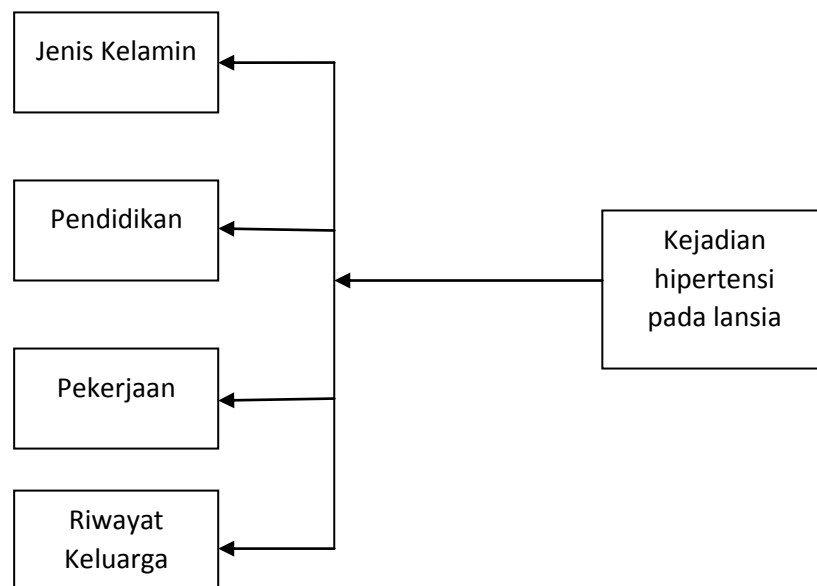 Jenis Kelamin
Pendidikan
Pekerjaan
Riwayat
Keluarga
Kejadian
hipertensi
pada lansia